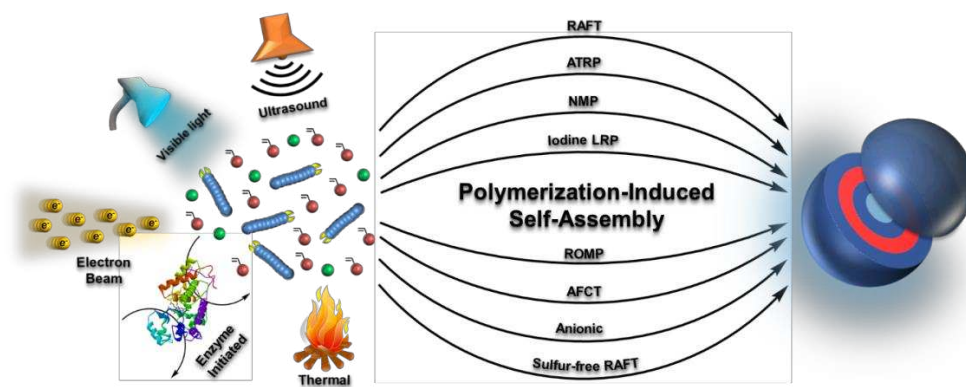 RAFT
ATRP
NMP
Iodine LRP
Polymerization-Induced
Self-Assembly
ROMP
AFCT
Anionic
Sulfur-free RAFT
Ultrasound
Visible light
e⁻ e⁻ e⁻ e⁻
e⁻ e⁻ e⁻ e⁻
Electron
Beam
Enzyme
Initiated
Thermal